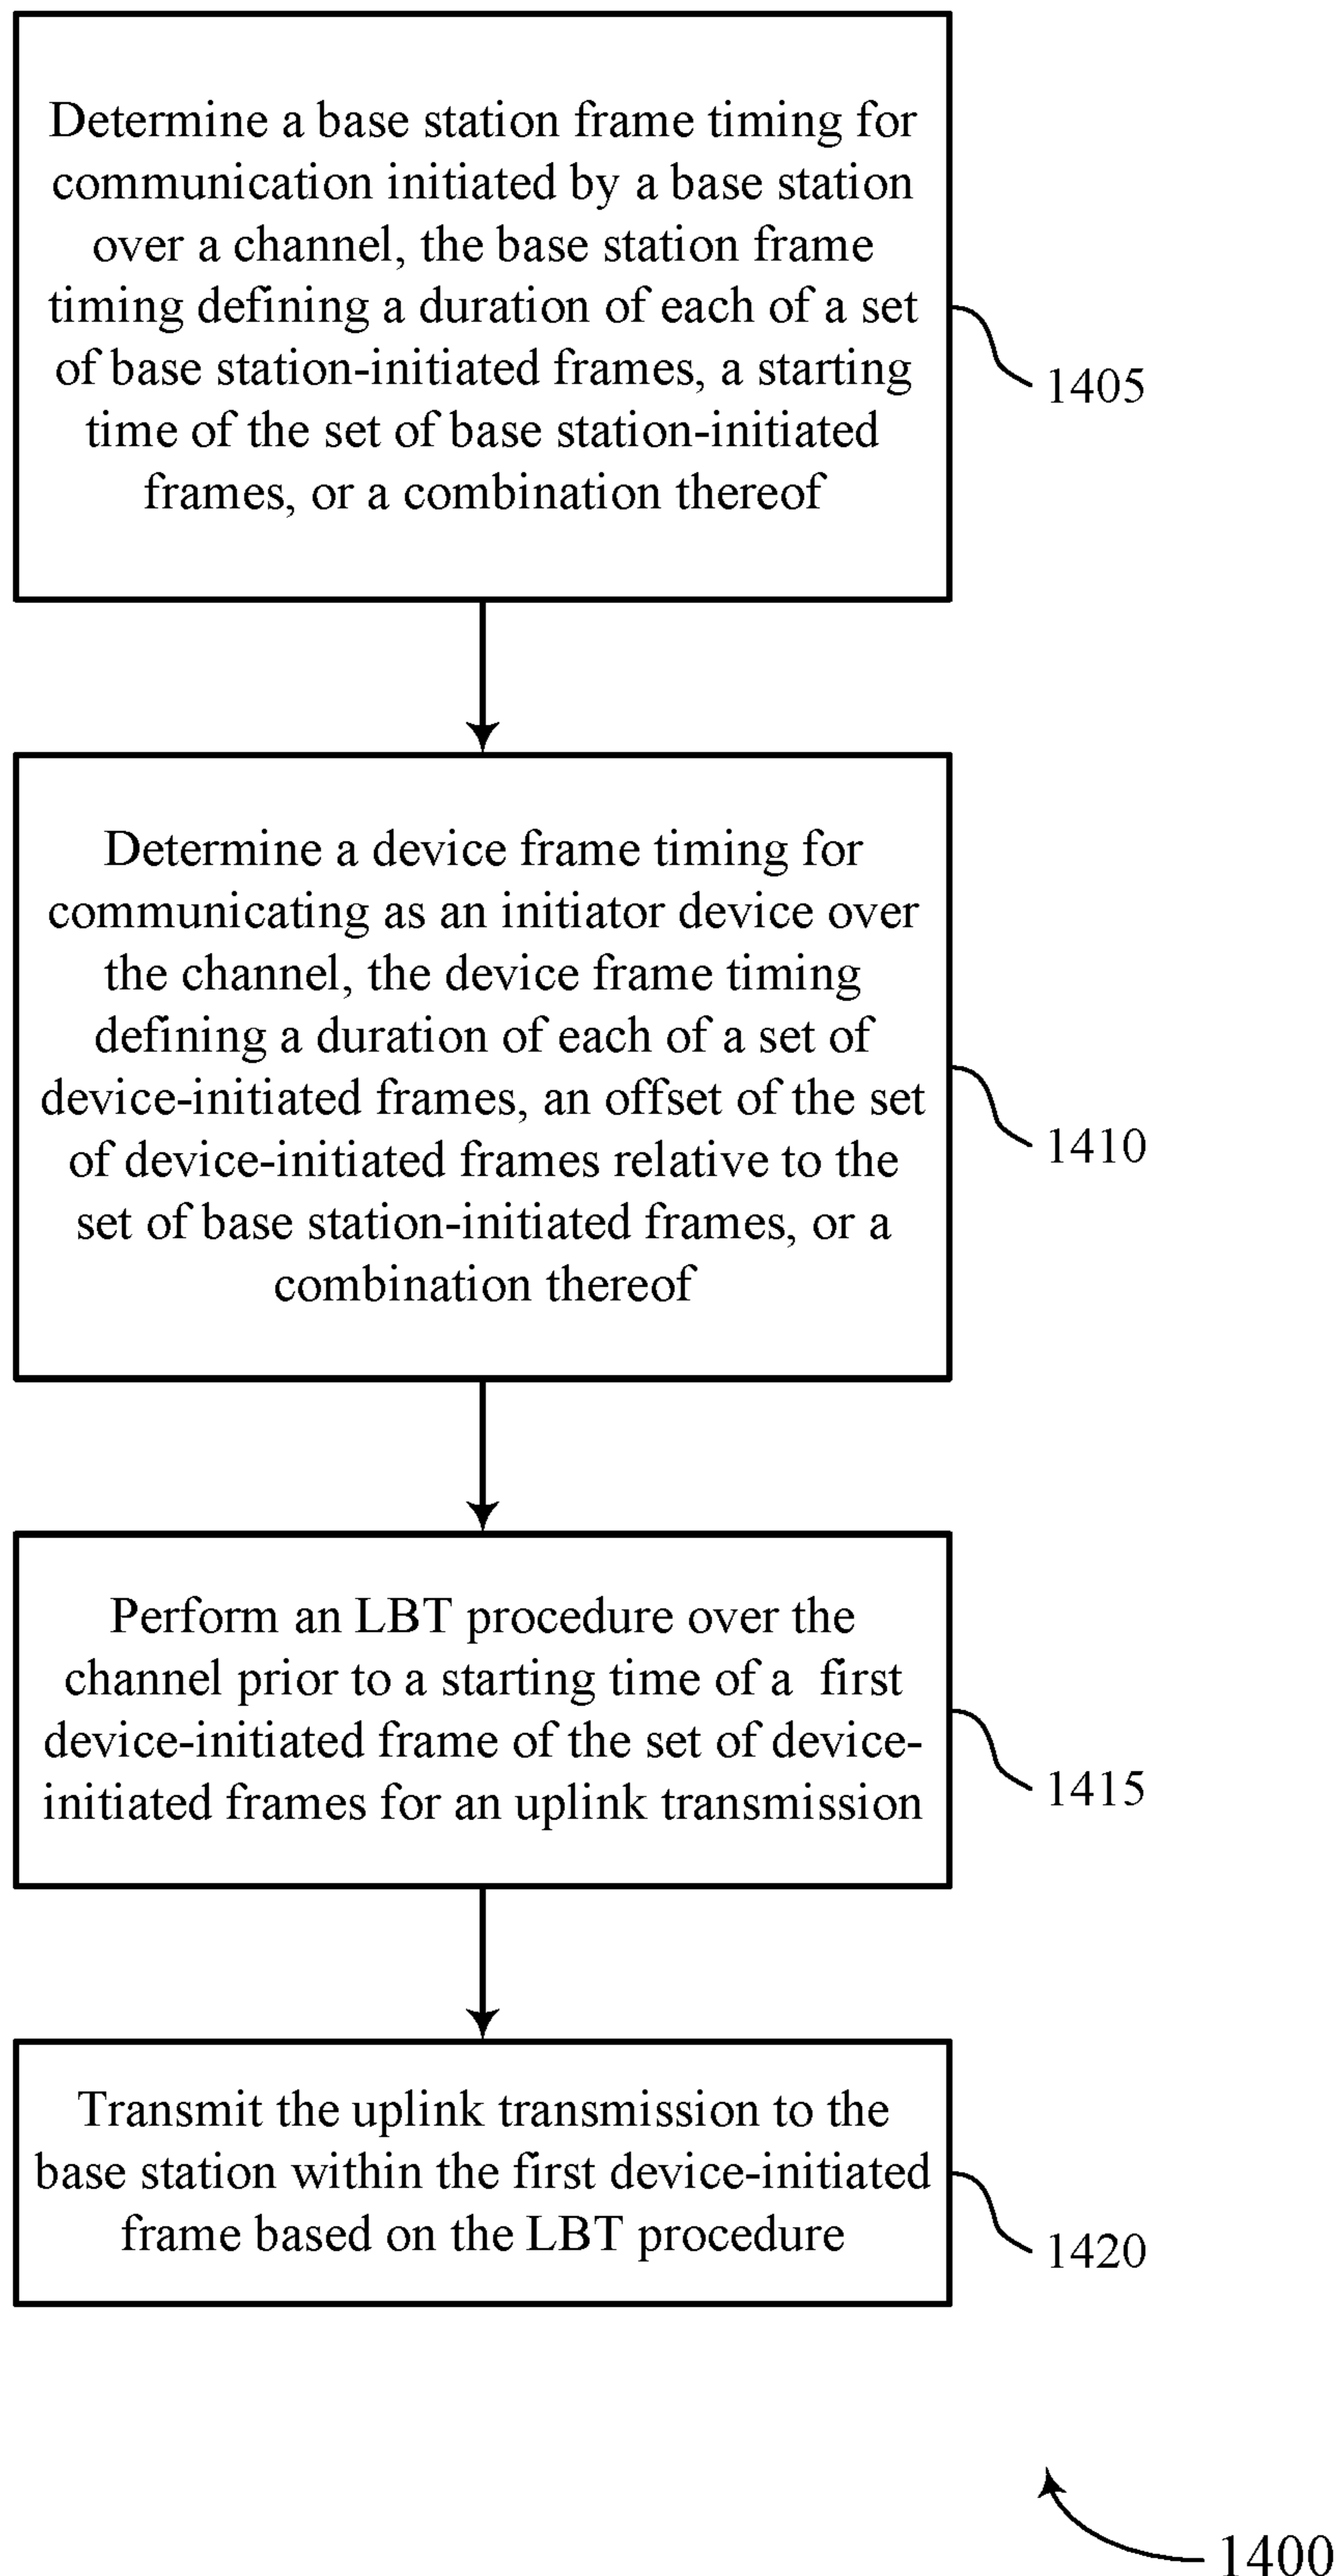 Determine a base station frame timing for
communication initiated by a base station
over a channel, the base station frame
timing defining a duration of each of a set
of base station-initiated frames, a starting
time of the set of base station-initiated
frames, or a combination thereof
1405
Determine a device frame timing for
communicating as an initiator device over
the channel, the device frame timing
defining a duration of each of a set of
device-initiated frames, an offset of the set
of device-initiated frames relative to the
set of base station-initiated frames, or a
combination thereof
1410
Perform an LBT procedure over the
channel prior to a starting time of a first
device-initiated frame of the set of device-
initiated frames for an uplink transmission
1415
Transmit the uplink transmission to the
base station within the first device-initiated
frame based on the LBT procedure
1420
1400